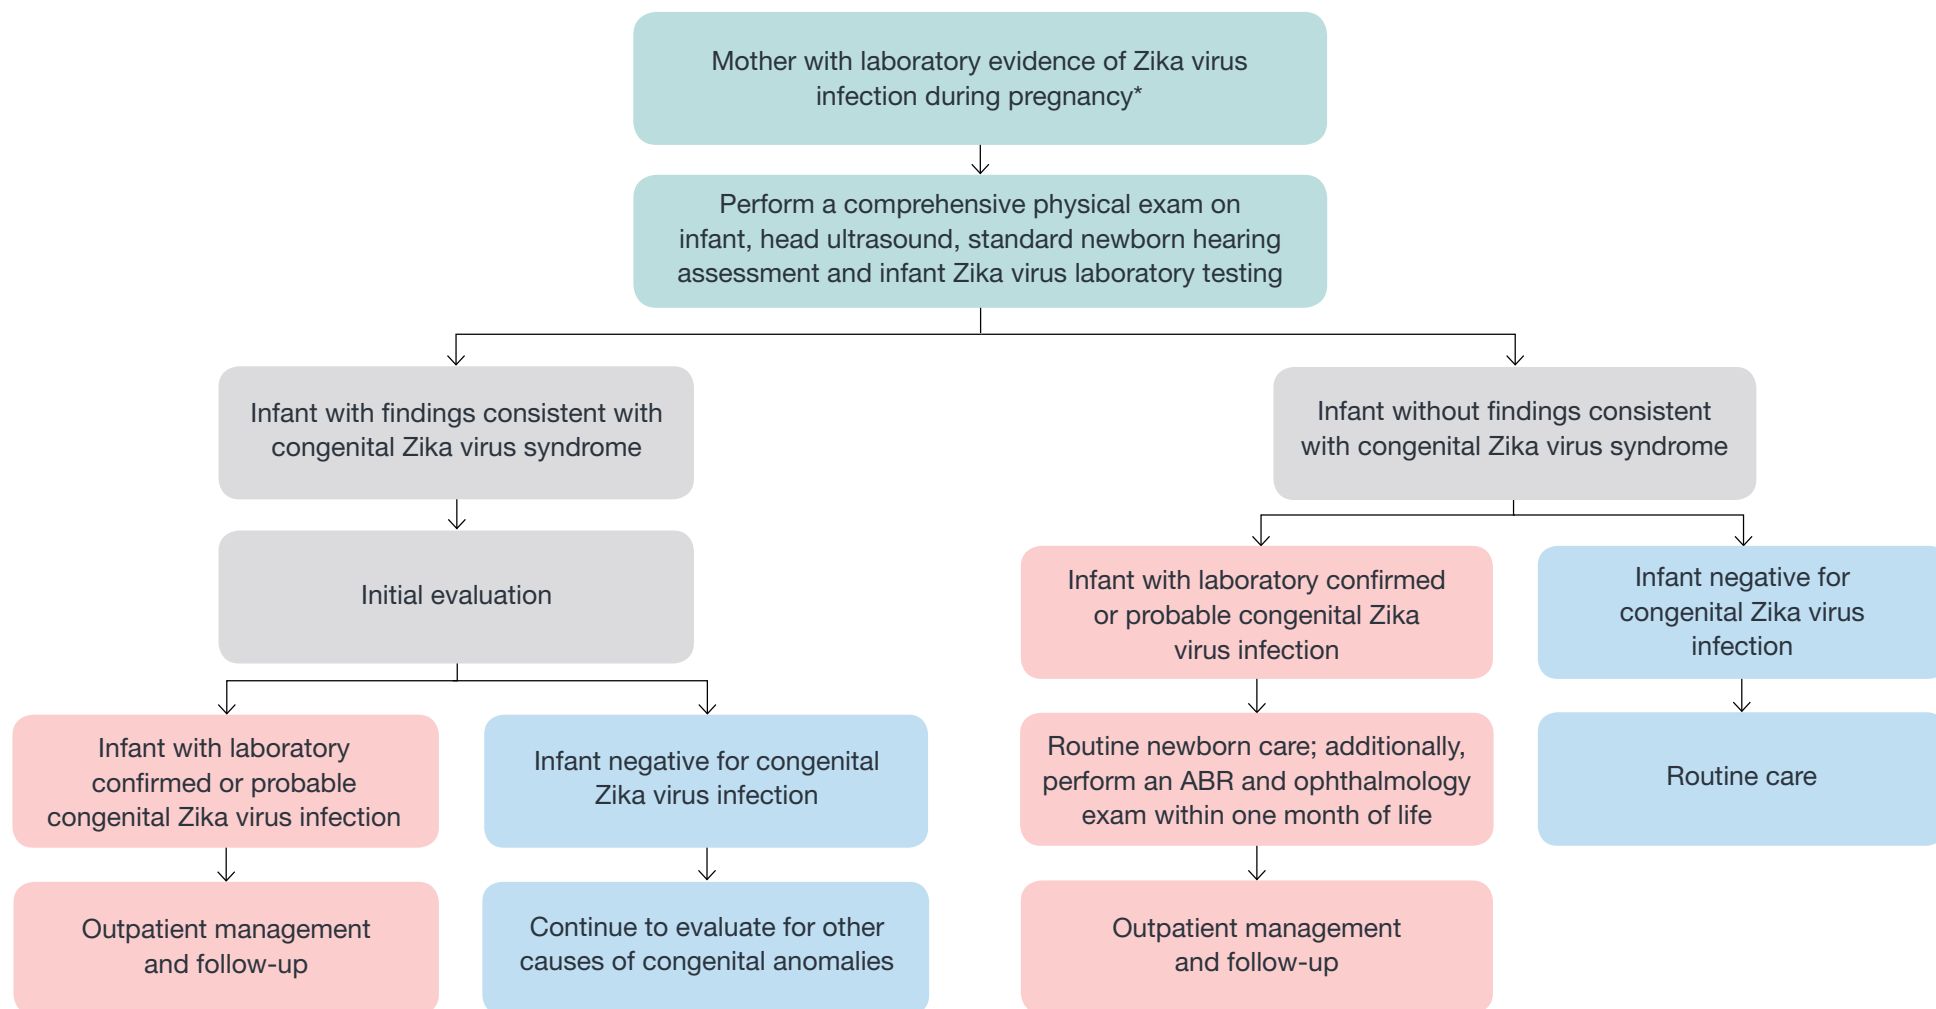 Mother with laboratory evidence of Zika virus
infection during pregnancy*
Perform a comprehensive physical exam on
infant, head ultrasound, standard newborn hearing
assessment and infant Zika virus laboratory testing
Infant with findings consistent with
congenital Zika virus syndrome
Infant without findings consistent
with congenital Zika virus syndrome
Initial evaluation
Infant with laboratory confirmed
or probable congenital Zika
virus infection
Infant negative for
congenital Zika virus
infection
Infant with laboratory
confirmed or probable
congenital Zika virus infection
Infant negative for congenital
Zika virus infection
Routine newborn care; additionally,
perform an ABR and ophthalmology
exam within one month of life
Routine care
Outpatient management
and follow-up
Continue to evaluate for other
causes of congenital anomalies
Outpatient management
and follow-up